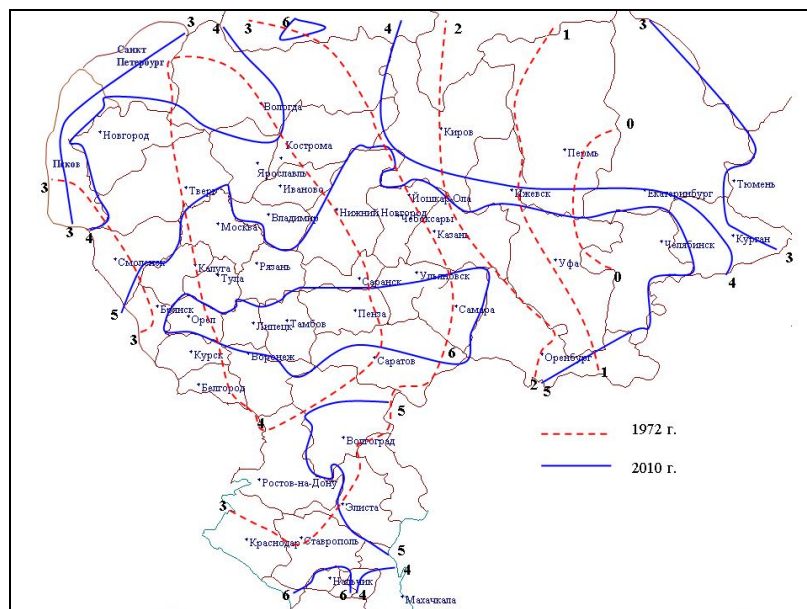 3 4 3 6 4 2 1 3
Санкт
Петербург
Вологда
Новгород
Киров
0
Кострома
Пермь
Псков
Ярославль
3
Тверь
Иваново
Йошкар-Ола
Ижевск
Екатеринбург
Тюмень
Владимир
Нижний Новгород
Чебоксары
3
4
Москва
Казань
Курган
Челябинск
3
Смоленск
Калуга
Рязань
Уфа
Тула
Саранск
Ульяновск
0
4
5
Брянск
Орел
Липецк
Тамбов
Пенза
Самара
3
Курск
Воронеж
Саратов
6
Оренбург
1
Белгород
2
5
4
5
1972 г.
Волгоград
2010 г.
Ростов-на-Дону
3
Элиста
Краснодар
Ставрополь
5
4
Нальчик
6
6
4
Махачкала